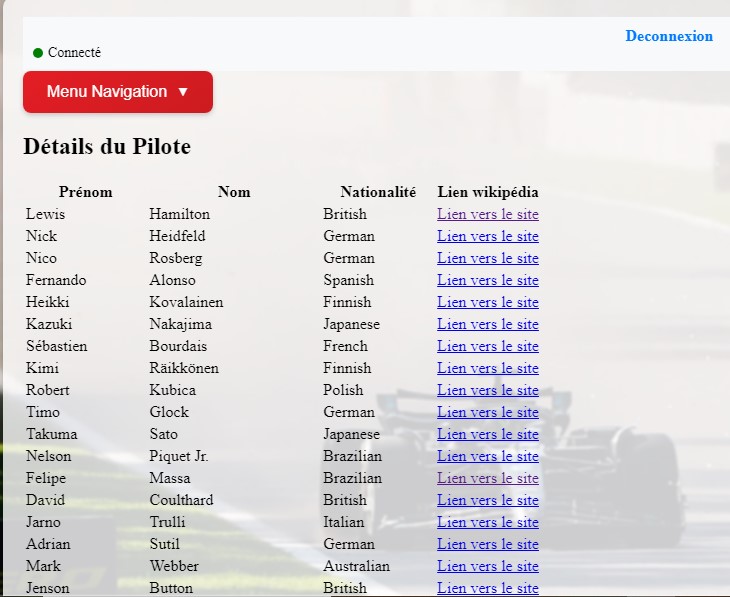 Deconnexion
Connecté
Menu Navigation ▼
Détails du Pilote
Prénom Nom Nationalité Lien wikipédia
Lewis Hamilton British Lien vers le site
Nick Heidfeld German Lien vers le site
Nico Rosberg German Lien vers le site
Fernando Alonso Spanish Lien vers le site
Heikki Kovalainen Finnish Lien vers le site
Kazuki Nakajima Japanese Lien vers le site
Sébastien Bourdais French Lien vers le site
Kimi Räikkönen Finnish Lien vers le site
Robert Kubica Polish Lien vers le site
Timo Glock German Lien vers le site
Takuma Sato Japanese Lien vers le site
Nelson Piquet Jr. Brazilian Lien vers le site
Felipe Massa Brazilian Lien vers le site
David Coulthard British Lien vers le site
Jarno Trulli Italian Lien vers le site
Adrian Sutil German Lien vers le site
Mark Webber Australian Lien vers le site
Jenson Button British Lien vers le site